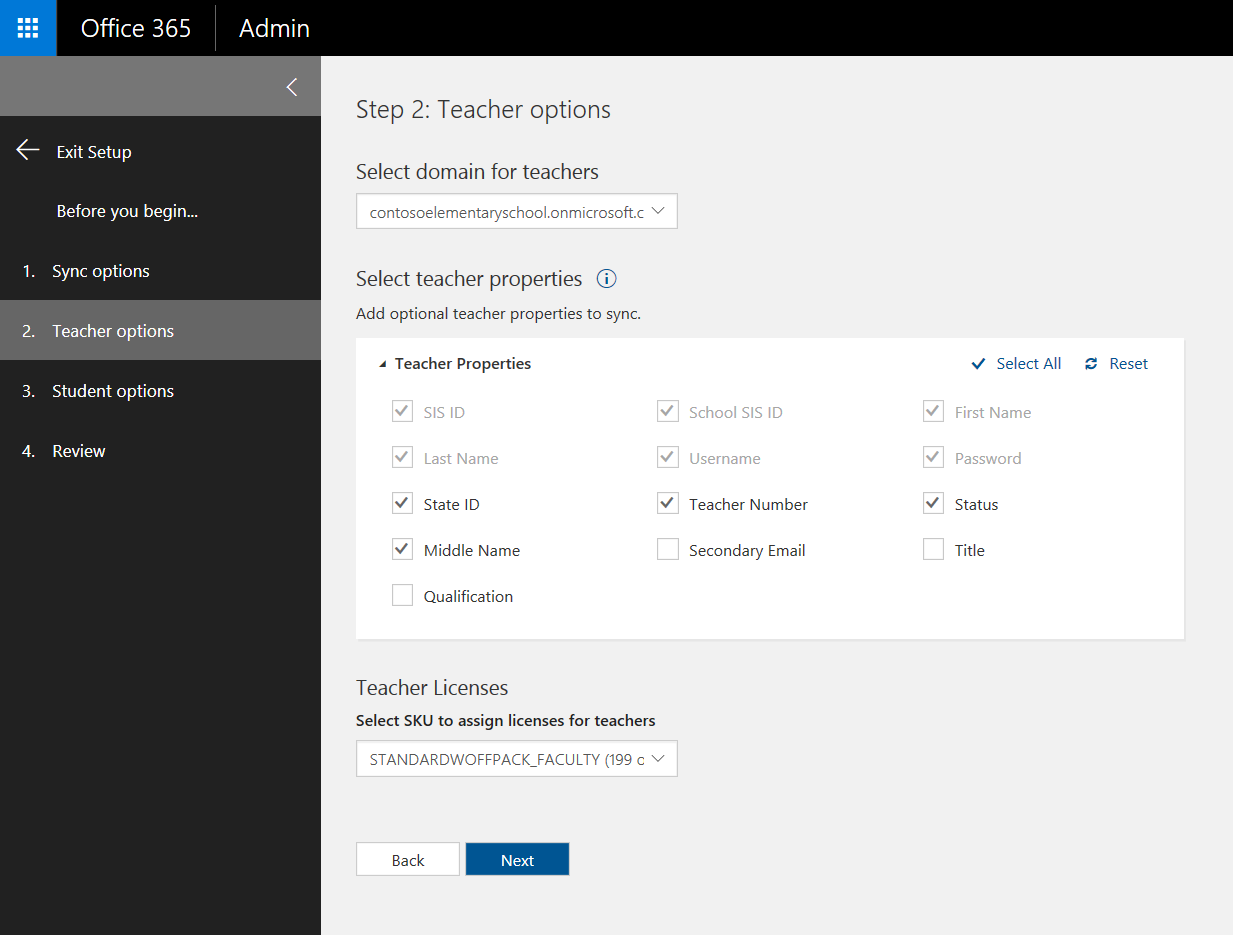 Office 365 Admin
Exit Setup
Before you begin...
1. Sync options
2. Teacher options
3. Student options
4. Review
Step 2: Teacher options
Select domain for teachers
contosoelementaryschool.onmicrosoft.c
Select teacher properties
Add optional teacher properties to sync.
Teacher Properties Select All Reset
SIS ID School SIS ID First Name
Last Name Username Password
State ID Teacher Number Status
Middle Name Secondary Email Title
Qualification
Teacher Licenses
Select SKU to assign licenses for teachers
STANDARDWOFFPACK_FACULTY (199 o
Back Next